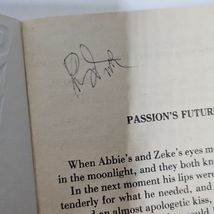 PASSION'S FUTUR
When Abbie's and Zeke's eyes m
in the moonlight, and they both kn
In the next moment his lips were
tenderly for what he needed, and
and an almost apologetic kiss,